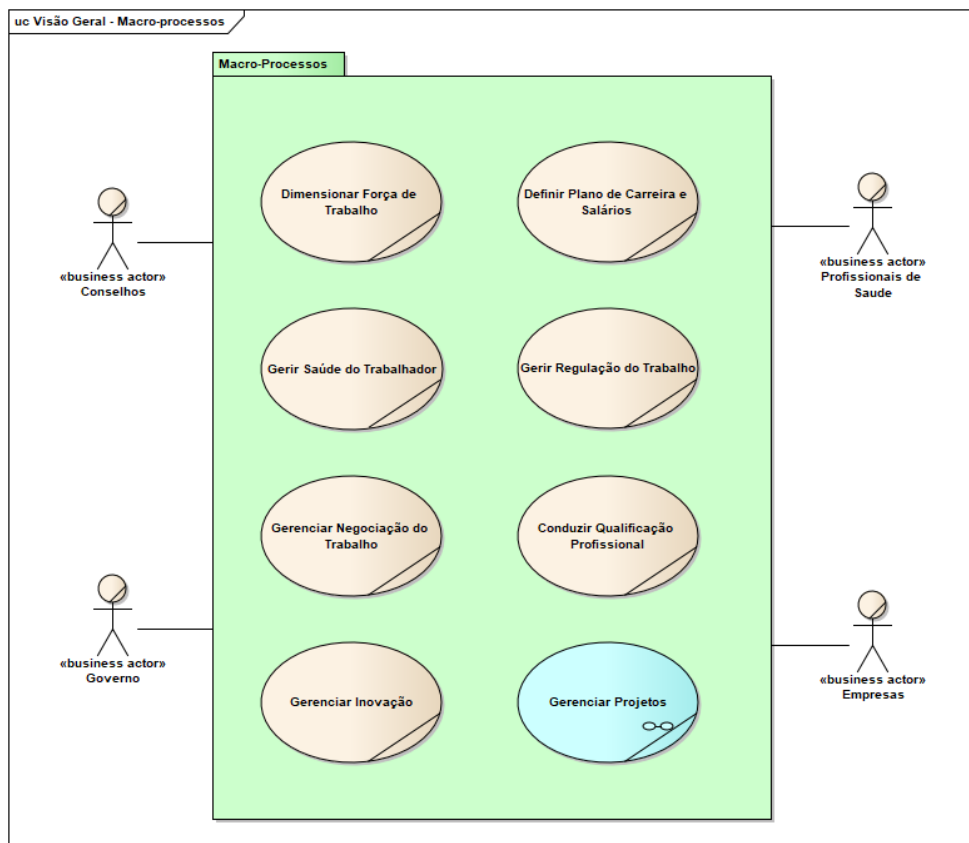 uc Visão Geral - Macro-processos
Macro-Processos
Dimensionar Força de
Trabalho
Definir Plano de Carreira e
Salários
«business actor»
Conselhos
«business actor»
Profissionais de
Saude
Gerir Saúde do Trabalhador
Gerir Regulação do Trabalho
Gerenciar Negociação do
Trabalho
Conduzir Qualificação
Profissional
«business actor»
Governo
«business actor»
Empresas
Gerenciar Inovação
Gerenciar Projetos